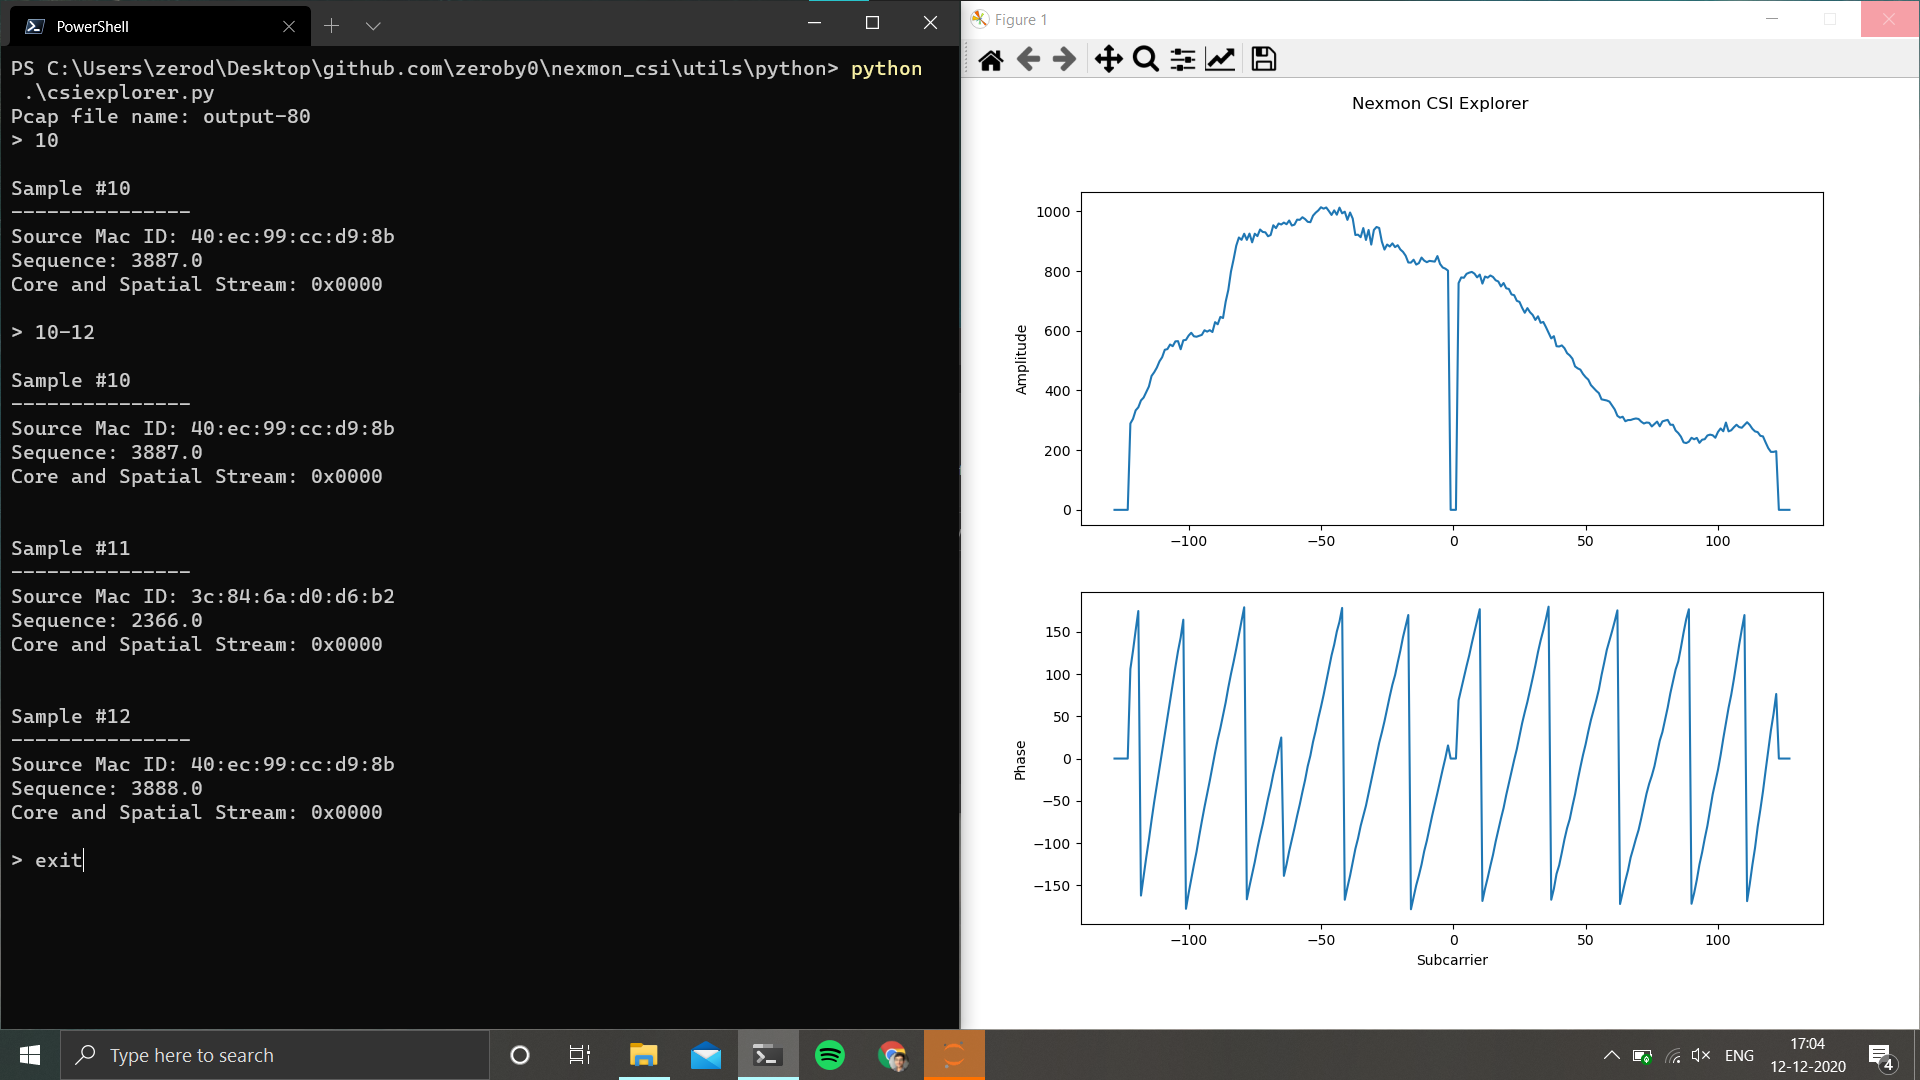 PowerShell
PS C:\Users\zerod\Desktop\github.com\zeroby0\nexmon_csi\utils\python> python
.\csiexplorer.py
Pcap file name: output-80
> 10
Sample #10
---------------
Source Mac ID: 40:ec:99:cc:d9:8b
Sequence: 3887.0
Core and Spatial Stream: 0x0000
> 10-12
Sample #10
---------------
Source Mac ID: 40:ec:99:cc:d9:8b
Sequence: 3887.0
Core and Spatial Stream: 0x0000
Sample #11
---------------
Source Mac ID: 3c:84:6a:d0:d6:b2
Sequence: 2366.0
Core and Spatial Stream: 0x0000
Sample #12
---------------
Source Mac ID: 40:ec:99:cc:d9:8b
Sequence: 3888.0
Core and Spatial Stream: 0x0000
> exit
Figure 1
Nexmon CSI Explorer
Amplitude
1000
800
600
400
200
0
−100 −50 0 50 100
Phase
150
100
50
0
−50
−100
−150
−100 −50 0 50 100
Subcarrier
Type here to search
ENG
17:04
12-12-2020
4